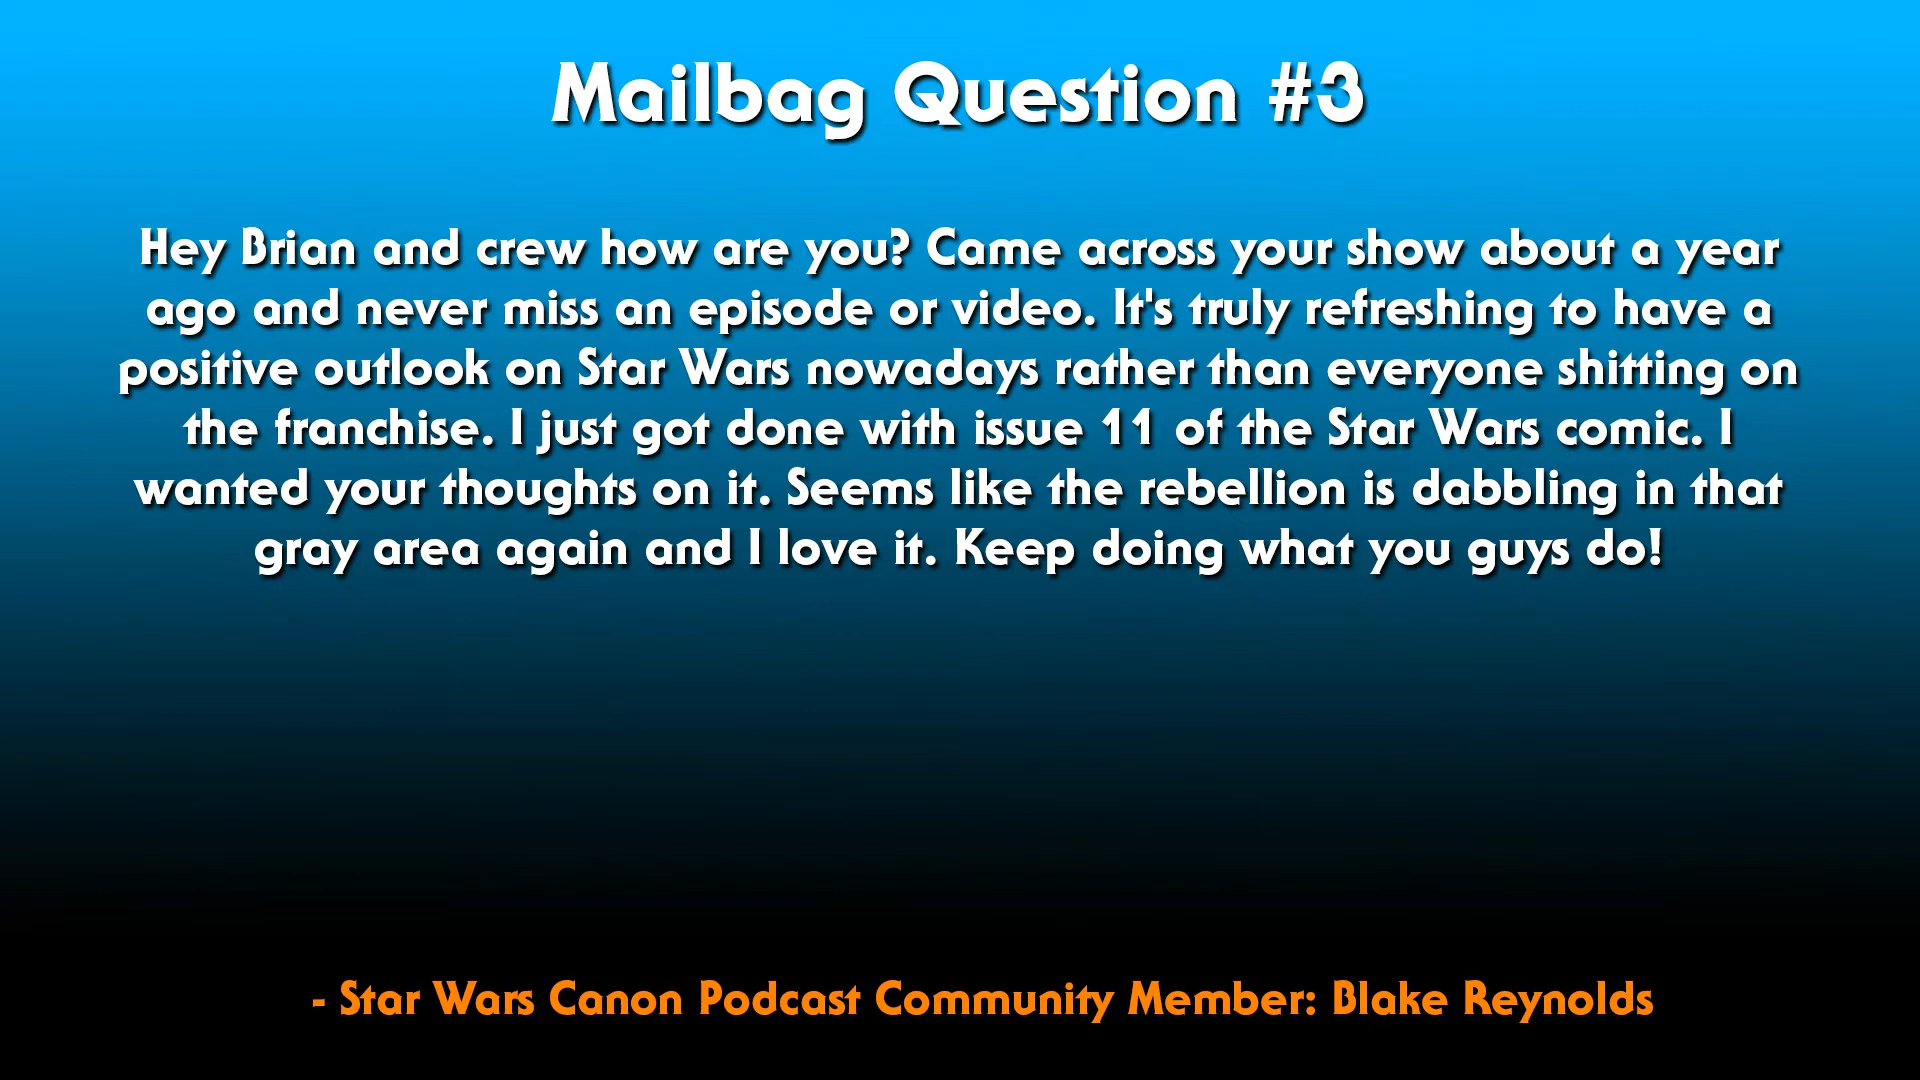 Mailbag Question #3
Hey Brian and crew how are you? Came across your show about a year
ago and never miss an episode or video. It's truly refreshing to have a
positive outlook on Star Wars nowadays rather than everyone shitting on
the franchise. I just got done with issue 11 of the Star Wars comic. I
wanted your thoughts on it. Seems like the rebellion is dabbling in that
gray area again and I love it. Keep doing what you guys do!
- Star Wars Canon Podcast Community Member: Blake Reynolds